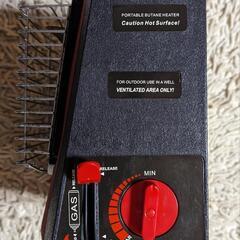 PORTABLE BUTANE HEATER
Caution Hot Surface!
FOR OUTDOOR USE IN A WELL
VENTILATED AREA ONLY!
RELEASE
MIN
GAS